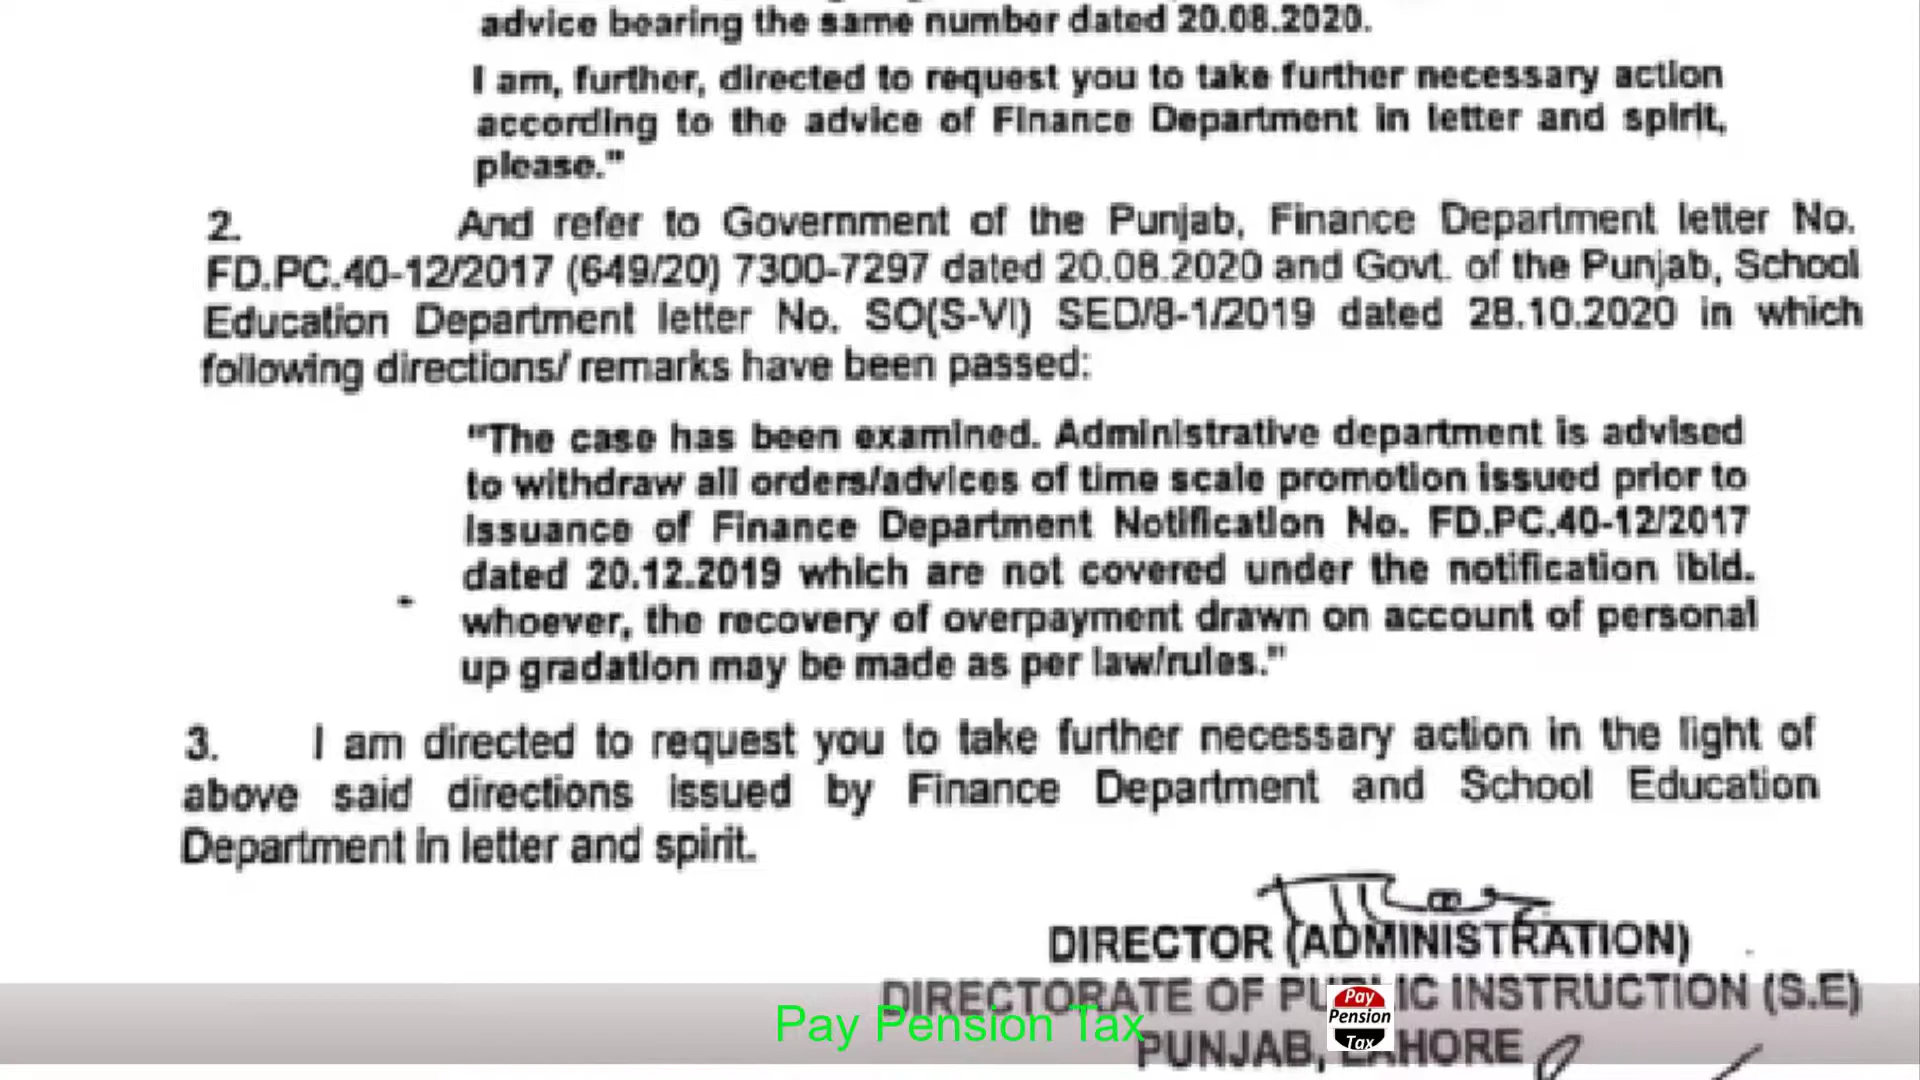 advice bearing the same number dated 20.08.2020.
I am, further, directed to request you to take further necessary action
according to the advice of Finance Department in letter and spirit,
please."
2. And refer to Government of the Punjab, Finance Department letter No.
FD.PC.40-12/2017 (649/20) 7300-7297 dated 20.08.2020 and Govt. of the Punjab, School
Education Department letter No. SO(S-VI) SED/8-1/2019 dated 28.10.2020 in which
following directions/ remarks have been passed:
"The case has been examined. Administrative department is advised
to withdraw all orders/advices of time scale promotion issued prior to
issuance of Finance Department Notification No. FD.PC.40-12/2017
dated 20.12.2019 which are not covered under the notification ibid.
whoever, the recovery of overpayment drawn on account of personal
up gradation may be made as per law/rules."
3. I am directed to request you to take further necessary action in the light of
above said directions issued by Finance Department and School Education
Department in letter and spirit.
DIRECTOR (ADMINISTRATION)
DIRECTORATE OF PUBLIC INSTRUCTION (S.E)
PUNJAB, LAHORE
Pay Pension Tax
Pay
Pension
Tax